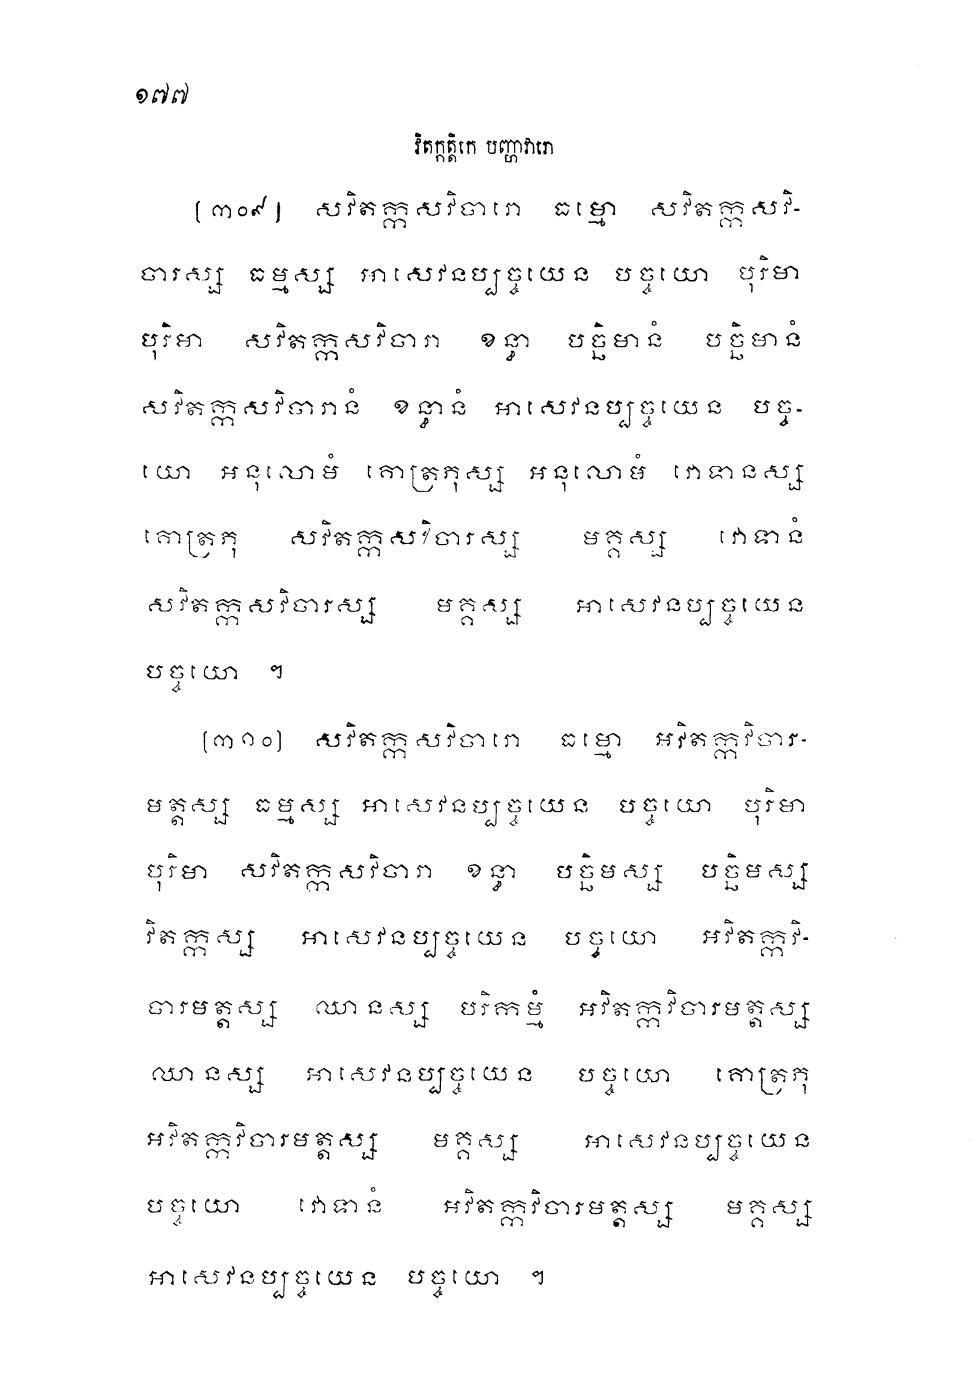 ១៧៧
វិតក្កត្តិកេ បញ្ហាវារោ
[៣០៩] សវិតក្កសវិចារោ ធម្មោ សវិតក្កសវិ-
ចារស្ស ធម្មស្ស អាសេវនប្បច្ចយេន បច្ចយោ បុរិមា
បុរិមា សវិតក្កសវិចារា ខន្ធា បច្ឆិមានំ បច្ឆិមានំ
សវិតក្កសវិចារានំ ខន្ធានំ អាសេវនប្បច្ចយេន បច្ច-
យោ អនុលោមំ គោត្រភុស្ស អនុលោមំ វោទានស្ស
គោត្រភុ សវិតក្កសវិចារស្ស មគ្គស្ស វោទានំ
សវិតក្កសវិចារស្ស មគ្គស្ស អាសេវនប្បច្ចយេន
បច្ចយោ ។
[៣១០] សវិតក្កសវិចារោ ធម្មោ អវិតក្កវិចារ-
មត្តស្ស ធម្មស្ស អាសេវនប្បច្ចយេន បច្ចយោ បុរិមា
បុរិមា សវិតក្កសវិចារា ខន្ធា បច្ឆិមស្ស បច្ឆិមស្ស
វិតក្កស្ស អាសេវនប្បច្ចយេន បច្ចយោ អវិតក្កវិ-
ចារមត្តស្ស ឈានស្ស បរិកម្មំ អវិតក្កវិចារមត្តស្ស
ឈានស្ស អាសេវនប្បច្ចយេន បច្ចយោ គោត្រភុ
អវិតក្កវិចារមត្តស្ស មគ្គស្ស អាសេវនប្បច្ចយេន
បច្ចយោ វោទានំ អវិតក្កវិចារមត្តស្ស មគ្គស្ស
អាសេវនប្បច្ចយេន បច្ចយោ ។